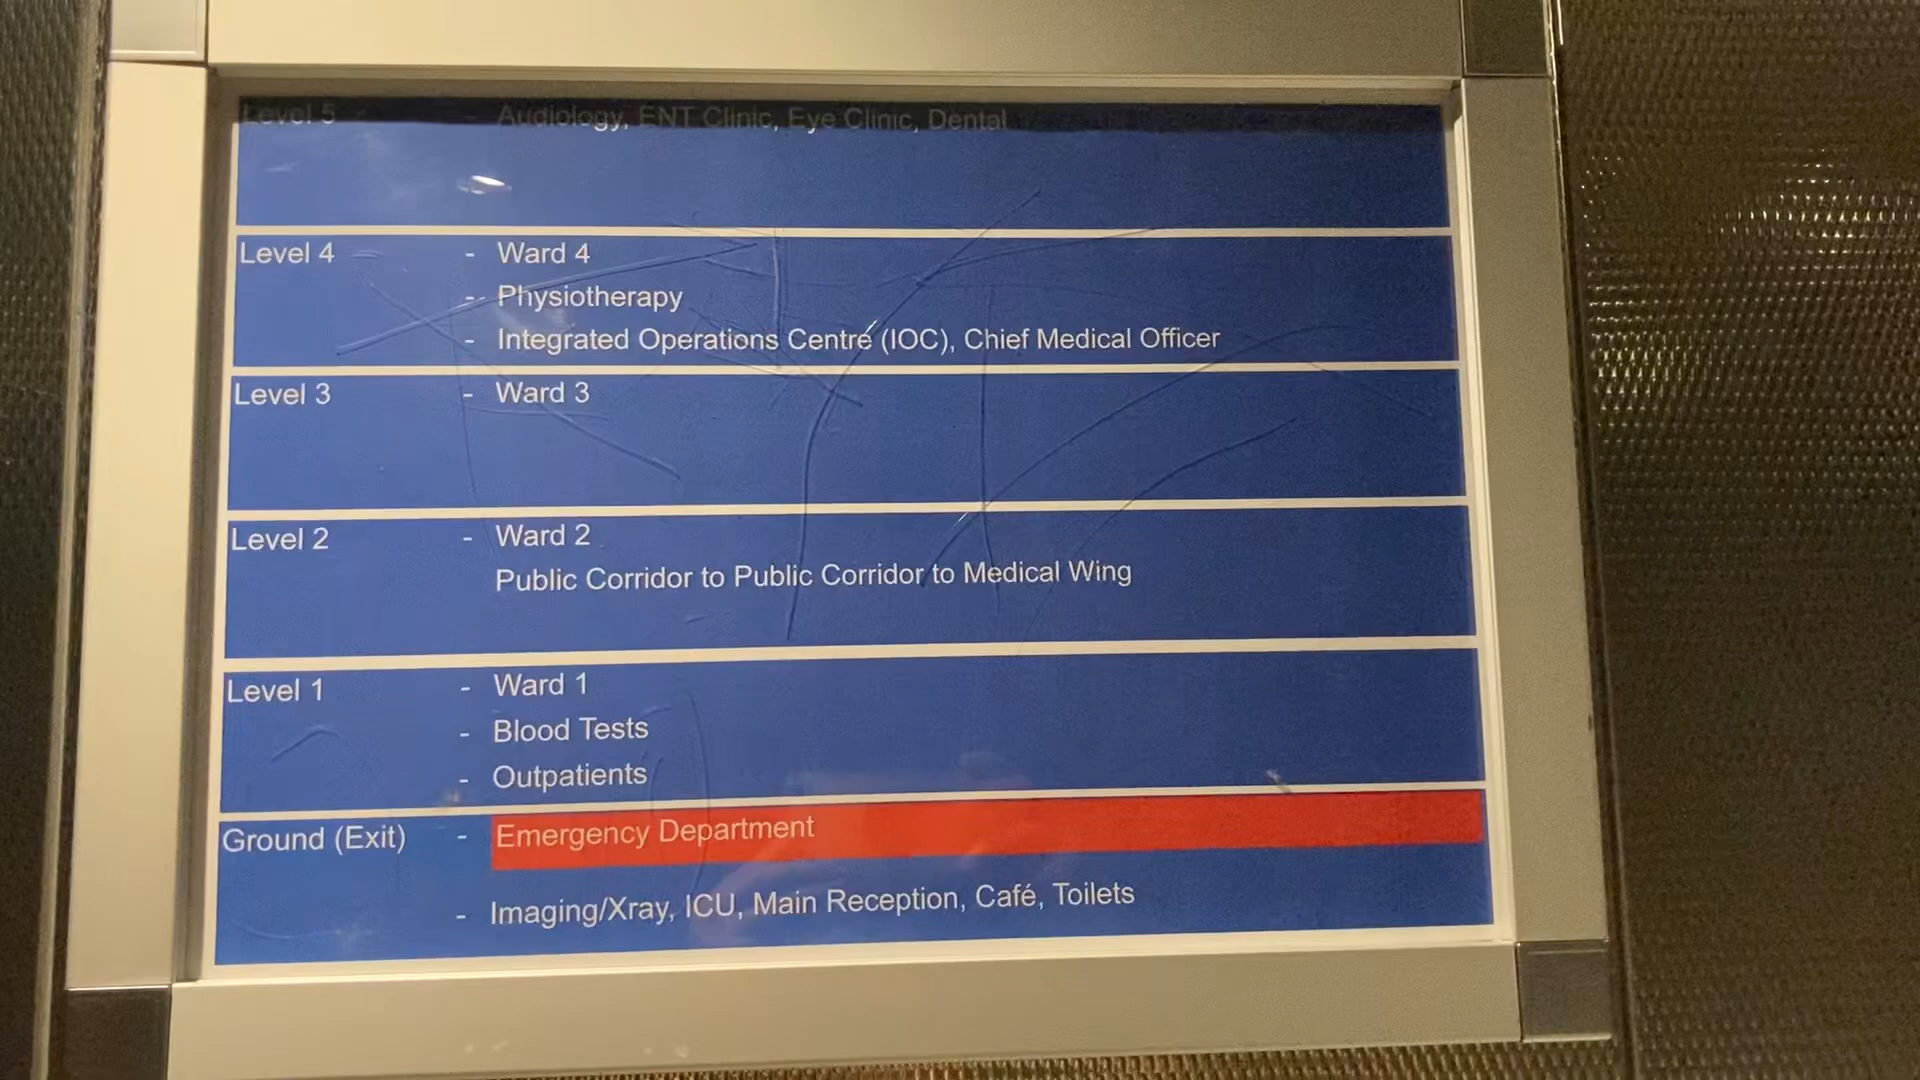 Level 5 - Audiology, ENT Clinic, Eye Clinic, Dental
Level 4 - Ward 4
- Physiotherapy
- Integrated Operations Centre (IOC), Chief Medical Officer
Level 3 - Ward 3
Level 2 - Ward 2
Public Corridor to Public Corridor to Medical Wing
Level 1 - Ward 1
- Blood Tests
- Outpatients
Ground (Exit) - Emergency Department
- Imaging/Xray, ICU, Main Reception, Café, Toilets